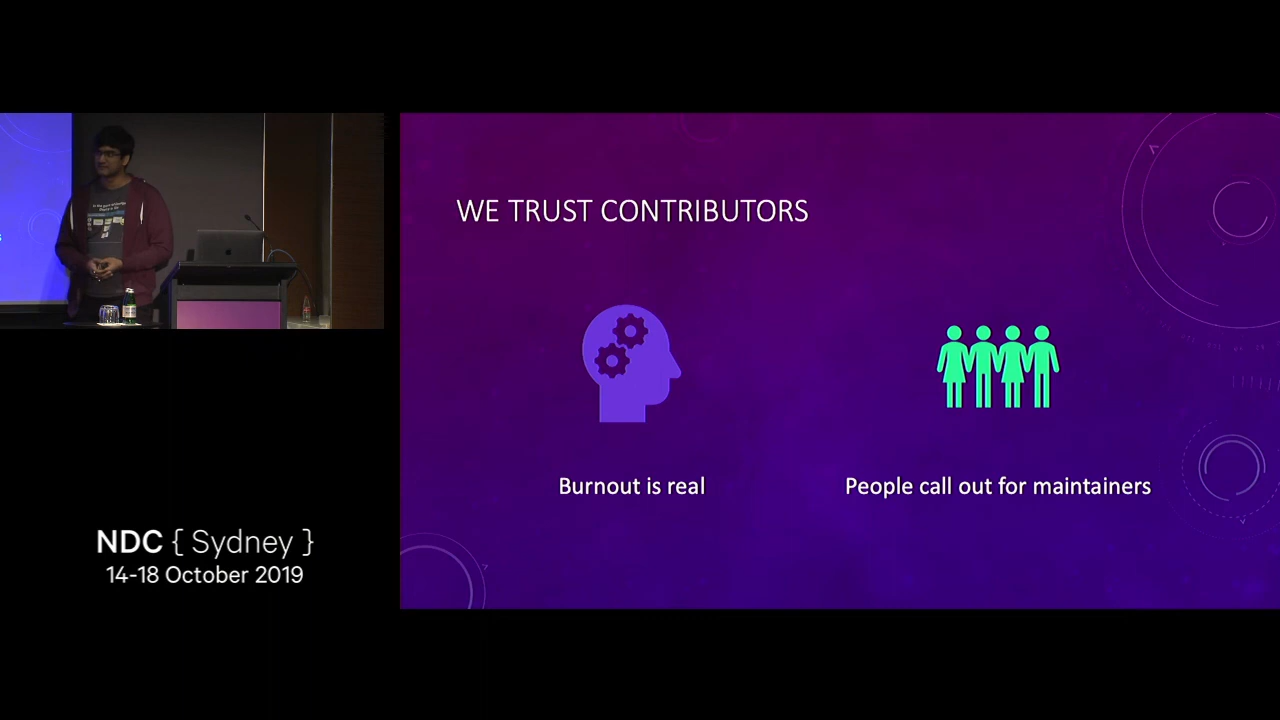 WE TRUST CONTRIBUTORS
Burnout is real
People call out for maintainers
NDC { Sydney }
14-18 October 2019